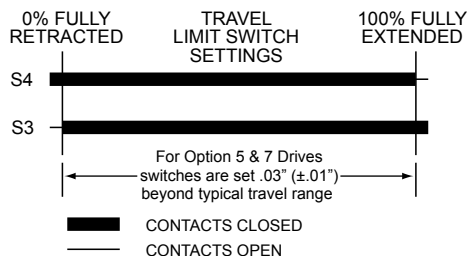 0% FULLY RETRACTED
TRAVEL LIMIT SWITCH SETTINGS
100% FULLY EXTENDED
S4
S3
For Option 5 & 7 Drives
switches are set .03” (±.01”)
beyond typical travel range
CONTACTS CLOSED
CONTACTS OPEN